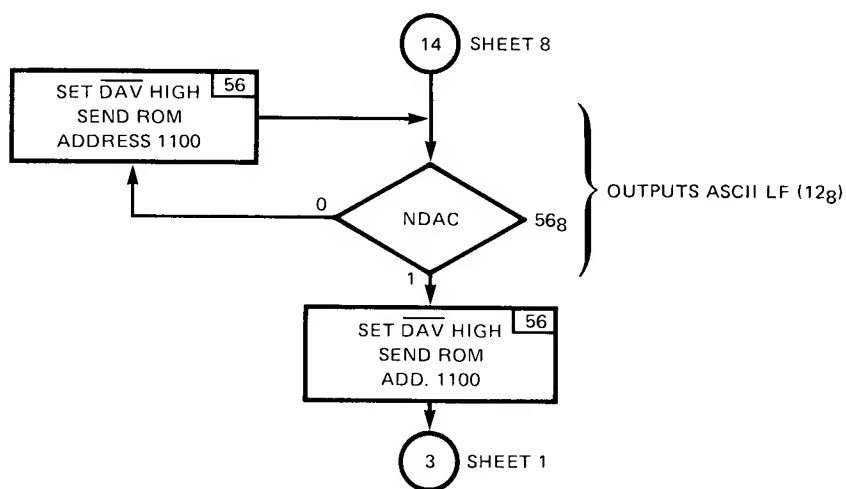 14 SHEET 8
SET DAV HIGH 56
SEND ROM
ADDRESS 1100
0
NDAC
56₈
OUTPUTS ASCII LF (12₈)
1
SET DAV HIGH 56
SEND ROM
ADD. 1100
3 SHEET 1